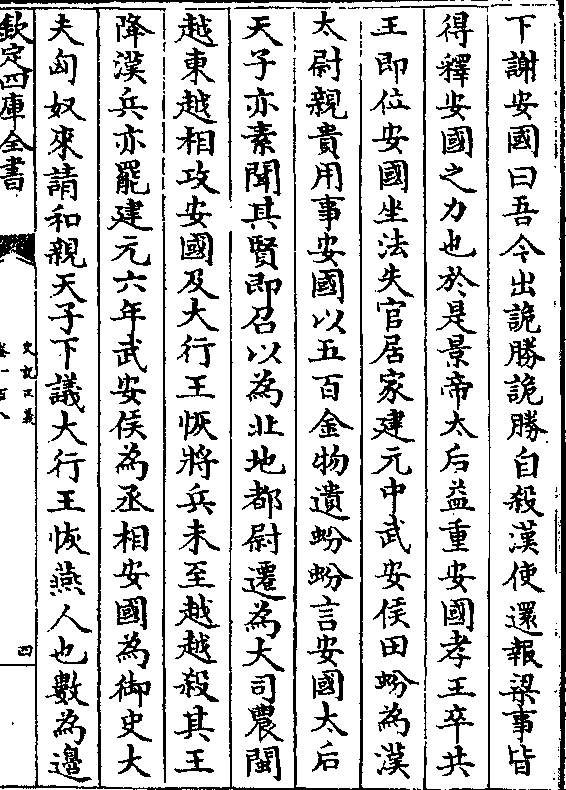 下謝安國曰吾今出詭勝詭勝自殺漢使還報梁事皆
得釋安國之力也於是景帝太后益重安國孝王卒共
王即位安國坐法失官居家建元中武安侯田蚡為漢
太尉親貴用事安國以五百金物遺蚡蚡言安國太后
天子亦素聞其賢即召以為北地都尉遷為大司農閩
越東越相攻安國及大行王恢將兵未至越越殺其王
降漢兵亦罷建元六年武安侯為丞相安國為御史大
夫匈奴來請和親天子下議大行王恢燕人也數為邊
欽定四庫全書
史記正義
卷一百八
四